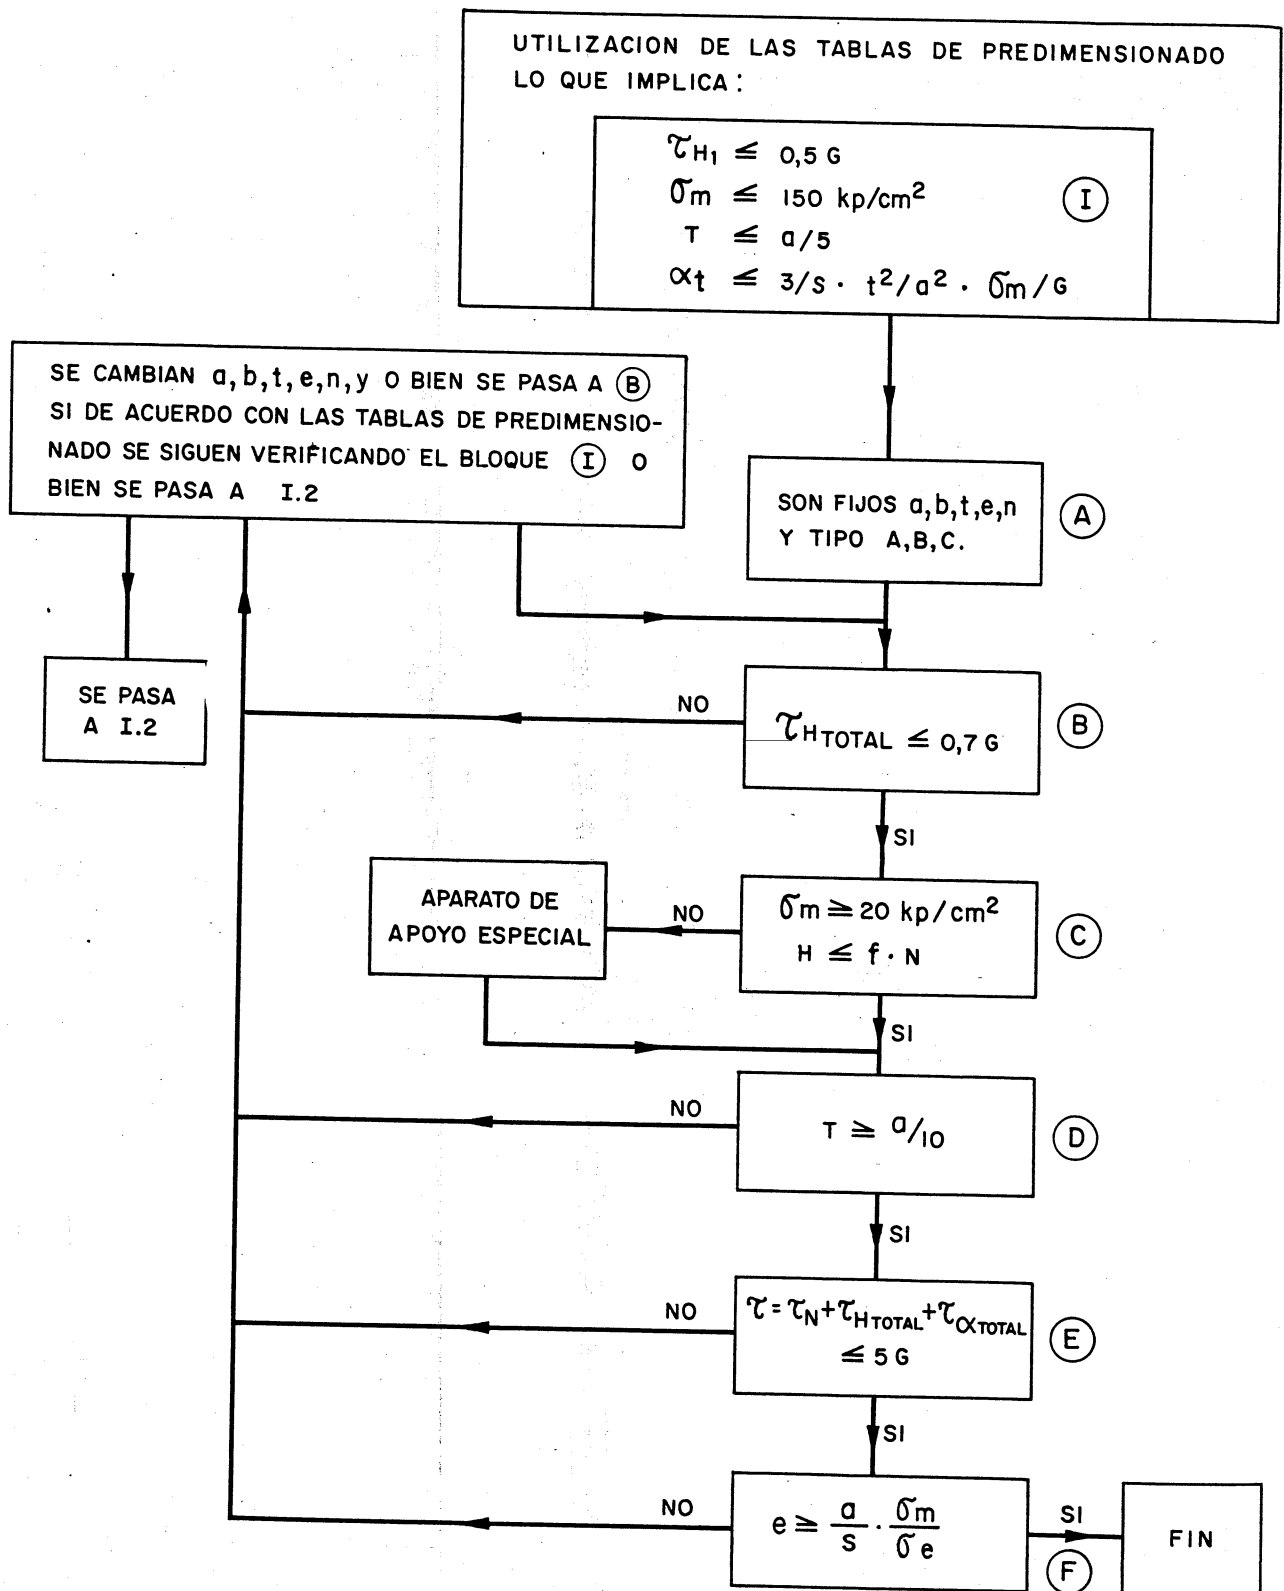 UTILIZACION DE LAS TABLAS DE PREDIMENSIONADO
LO QUE IMPLICA:
τH1 ≤ 0,5 G
σm ≤ 150 kp/cm²
T ≤ a/5
αt ≤ 3/s · t²/a² · σm/G
I
SE CAMBIAN a,b,t,e,n,y O BIEN SE PASA A B
SI DE ACUERDO CON LAS TABLAS DE PREDIMENSIO-
NADO SE SIGUEN VERIFICANDO EL BLOQUE I O
BIEN SE PASA A I.2
SON FIJOS a,b,t,e,n
Y TIPO A,B,C.
A
SE PASA
A I.2
NO
τH TOTAL ≤ 0,7 G
B
SI
APARATO DE
APOYO ESPECIAL
NO
σm ≥ 20 kp/cm²
H ≤ f · N
C
SI
NO
T ≥ a/10
D
SI
NO
τ = τN + τH TOTAL + τα TOTAL
≤ 5 G
E
SI
NO
e ≥ a/s · σm/σe
SI
F
FIN